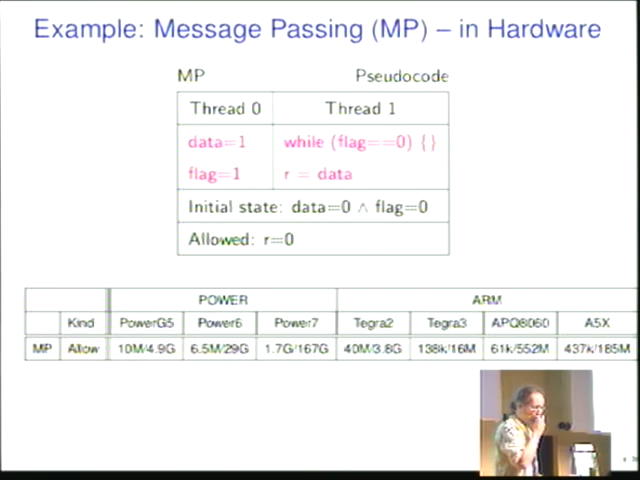 Example: Message Passing (MP) – in Hardware
MP Pseudocode
Thread 0 Thread 1
data=1 while (flag==0) {}
flag=1 r = data
Initial state: data=0 ∧ flag=0
Allowed: r=0
POWER ARM
Kind PowerG5 Power6 Power7 Tegra2 Tegra3 APQ8060 A5X
MP Allow 10M/4.9G 6.5M/29G 1.7G/167G 40M/3.8G 138k/16M 61k/552M 437k/185M